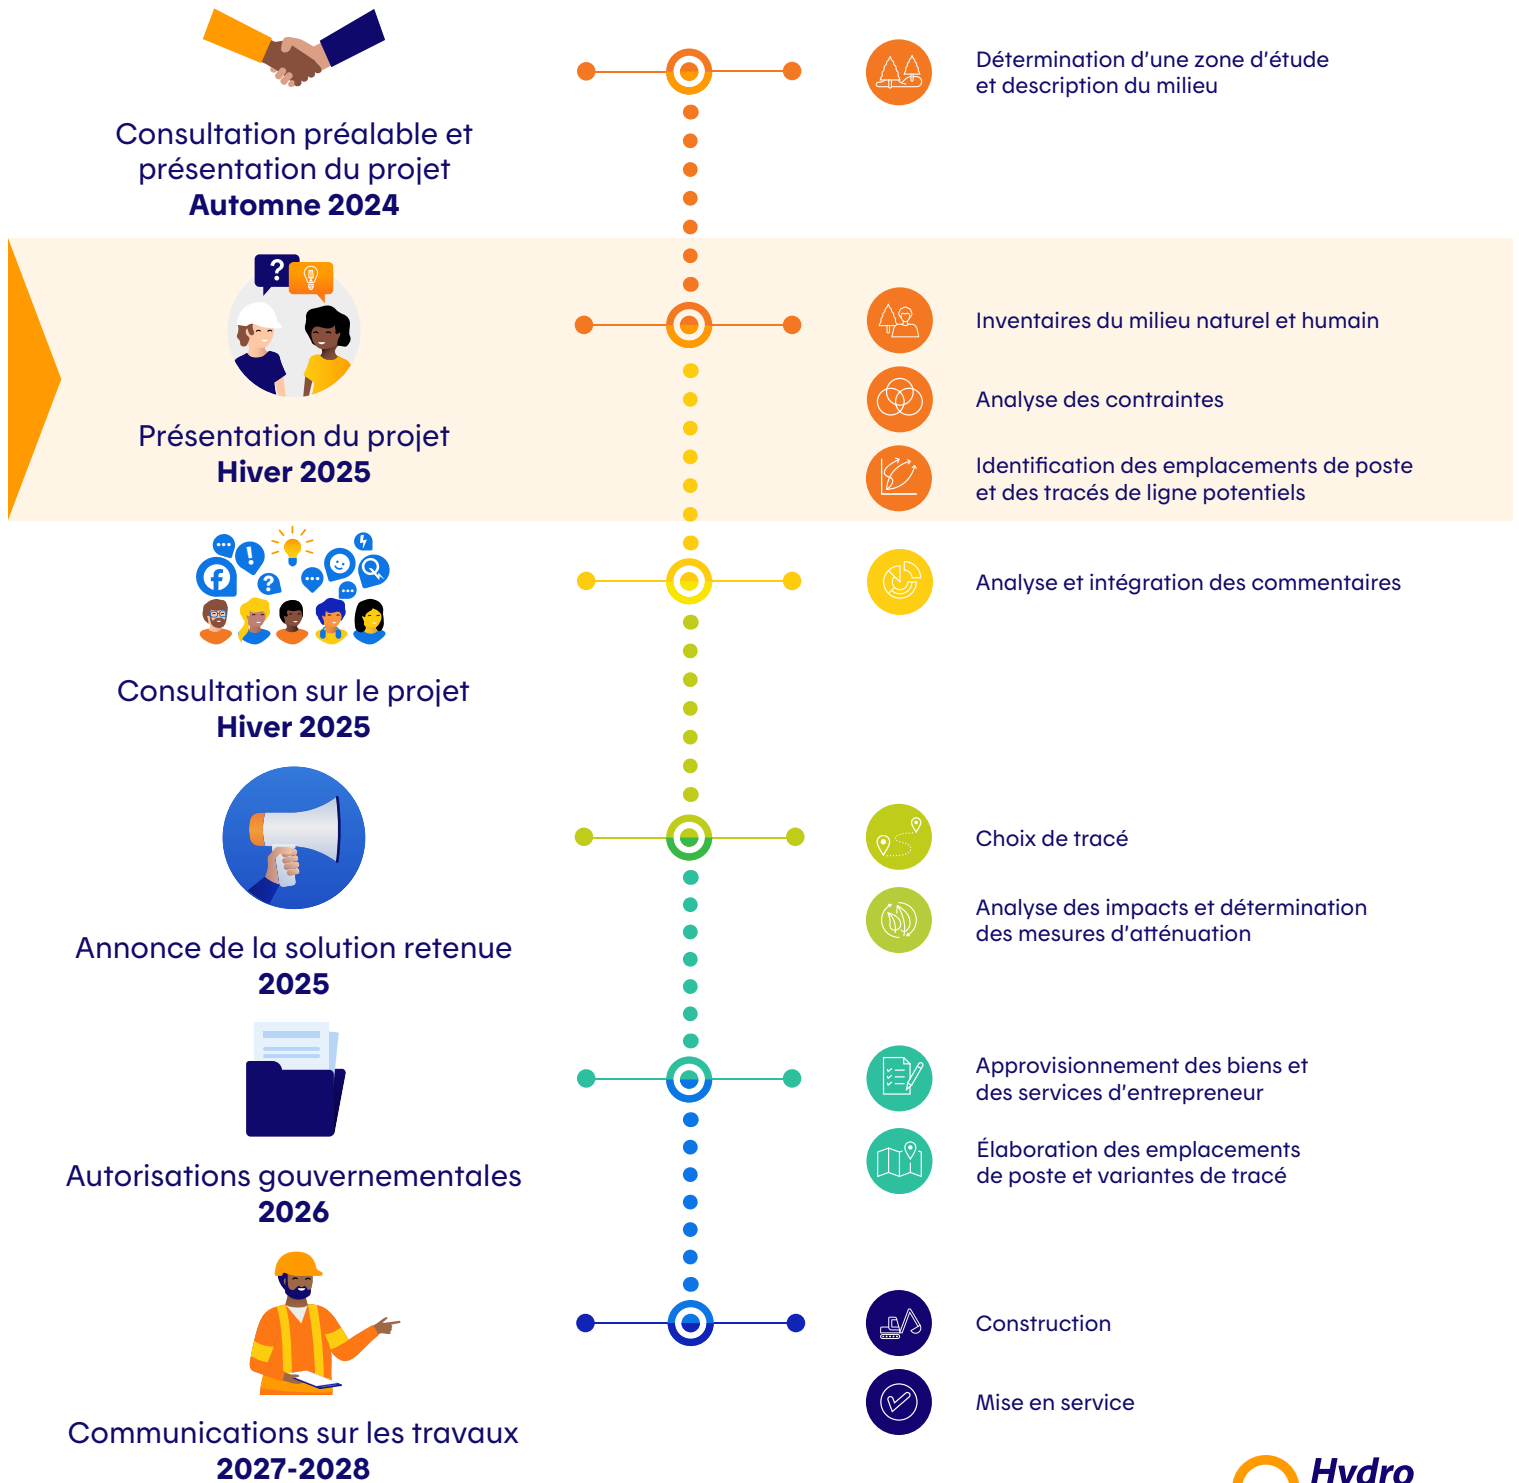 Consultation préalable et
présentation du projet
Automne 2024
Détermination d'une zone d'étude
et description du milieu
?
Présentation du projet
Hiver 2025
Inventaires du milieu naturel et humain
Analyse des contraintes
Identification des emplacements de poste
et des tracés de ligne potentiels
!
?
Consultation sur le projet
Hiver 2025
Analyse et intégration des commentaires
Annonce de la solution retenue
2025
Choix de tracé
Analyse des impacts et détermination
des mesures d'atténuation
Autorisations gouvernementales
2026
Approvisionnement des biens et
des services d'entrepreneur
Élaboration des emplacements
de poste et variantes de tracé
Communications sur les travaux
2027-2028
Construction
Mise en service
Hydro